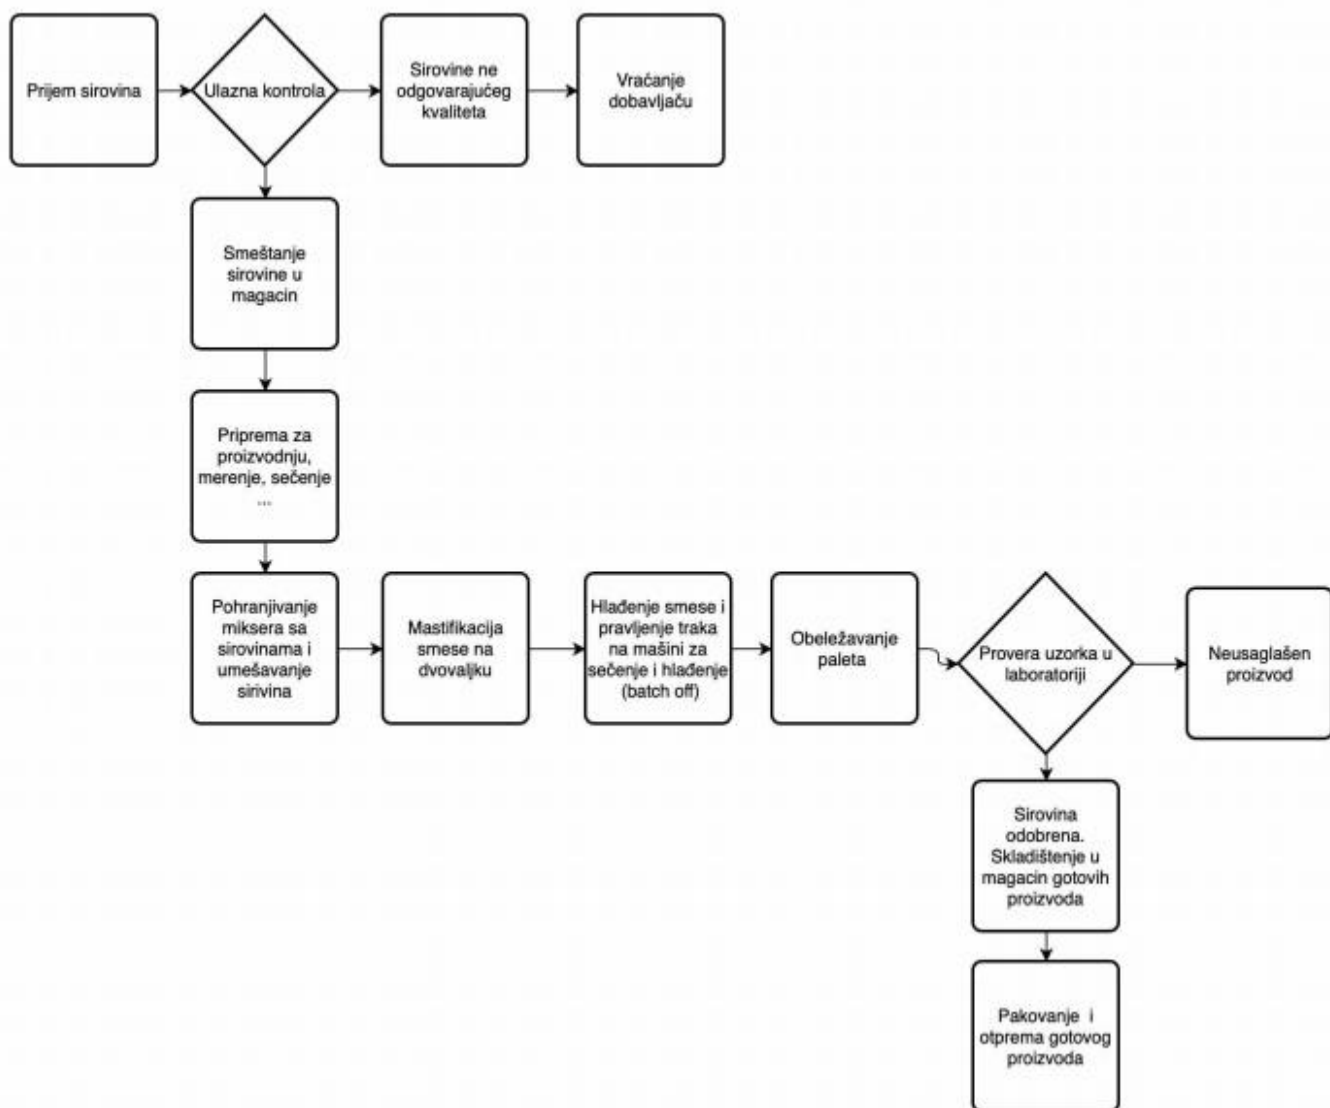 Prijem sirovina
Ulazna kontrola
Sirovine ne
odgovarajućeg
kvaliteta
Vraćanje
dobavljaču
Smeštanje
sirovine u
magacin
Priprema za
proizvodnju,
merenje, sečenje
...
Pohranjivanje
miksera sa
sirovinama i
umešavanje
sirivina
Mastifikacija
smese na
dvovaljku
Hlađenje smese i
pravljenje traka
na mašini za
sečenje i hlađenje
(batch off)
Obeležavanje
paleta
Provera uzorka u
laboratoriji
Neusaglašen
proizvod
Sirovina
odobrena.
Skladištenje u
magacin gotovih
proizvoda
Pakovanje i
otprema gotovog
proizvoda